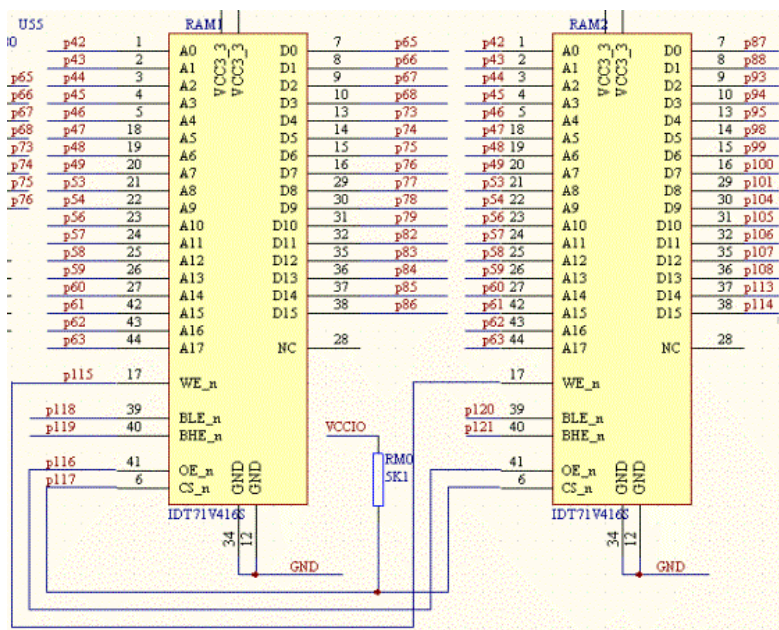 U55 RAM1 RAM2
p42 1 A0 VCC3_3 VCC3_3 D0 7 p65 p42 1 A0 VCC3_3 VCC3_3 D0 7 p87
p43 2 A1 D1 8 p66 p43 2 A1 D1 8 p88
p65 p44 3 A2 D2 9 p67 p44 3 A2 D2 9 p93
p66 p45 4 A3 D3 10 p68 p45 4 A3 D3 10 p94
p67 p46 5 A4 D4 13 p73 p46 5 A4 D4 13 p95
p68 p47 18 A5 D5 14 p74 p47 18 A5 D5 14 p98
p73 p48 19 A6 D6 15 p75 p48 19 A6 D6 15 p99
p74 p49 20 A7 D7 16 p76 p49 20 A7 D7 16 p100
p75 p53 21 A8 D8 29 p77 p53 21 A8 D8 29 p101
p76 p54 22 A9 D9 30 p78 p54 22 A9 D9 30 p104
p56 23 A10 D10 31 p79 p56 23 A10 D10 31 p105
p57 24 A11 D11 32 p82 p57 24 A11 D11 32 p106
p58 25 A12 D12 35 p83 p58 25 A12 D12 35 p107
p59 26 A13 D13 36 p84 p59 26 A13 D13 36 p108
p60 27 A14 D14 37 p85 p60 27 A14 D14 37 p113
p61 42 A15 D15 38 p86 p61 42 A15 D15 38 p114
p62 43 A16 p62 43 A16
p63 44 A17 NC 28 p63 44 A17 NC 28
p115 17 WE_n 17 WE_n
p118 39 BLE_n p120 39 BLE_n
p119 40 BHE_n VCCIO p121 40 BHE_n
p116 41 OE_n GND GND RM0 41 OE_n GND GND
p117 6 CS_n 5K1 6 CS_n
IDT71V416S IDT71V416S
34 12 34 12
GND GND